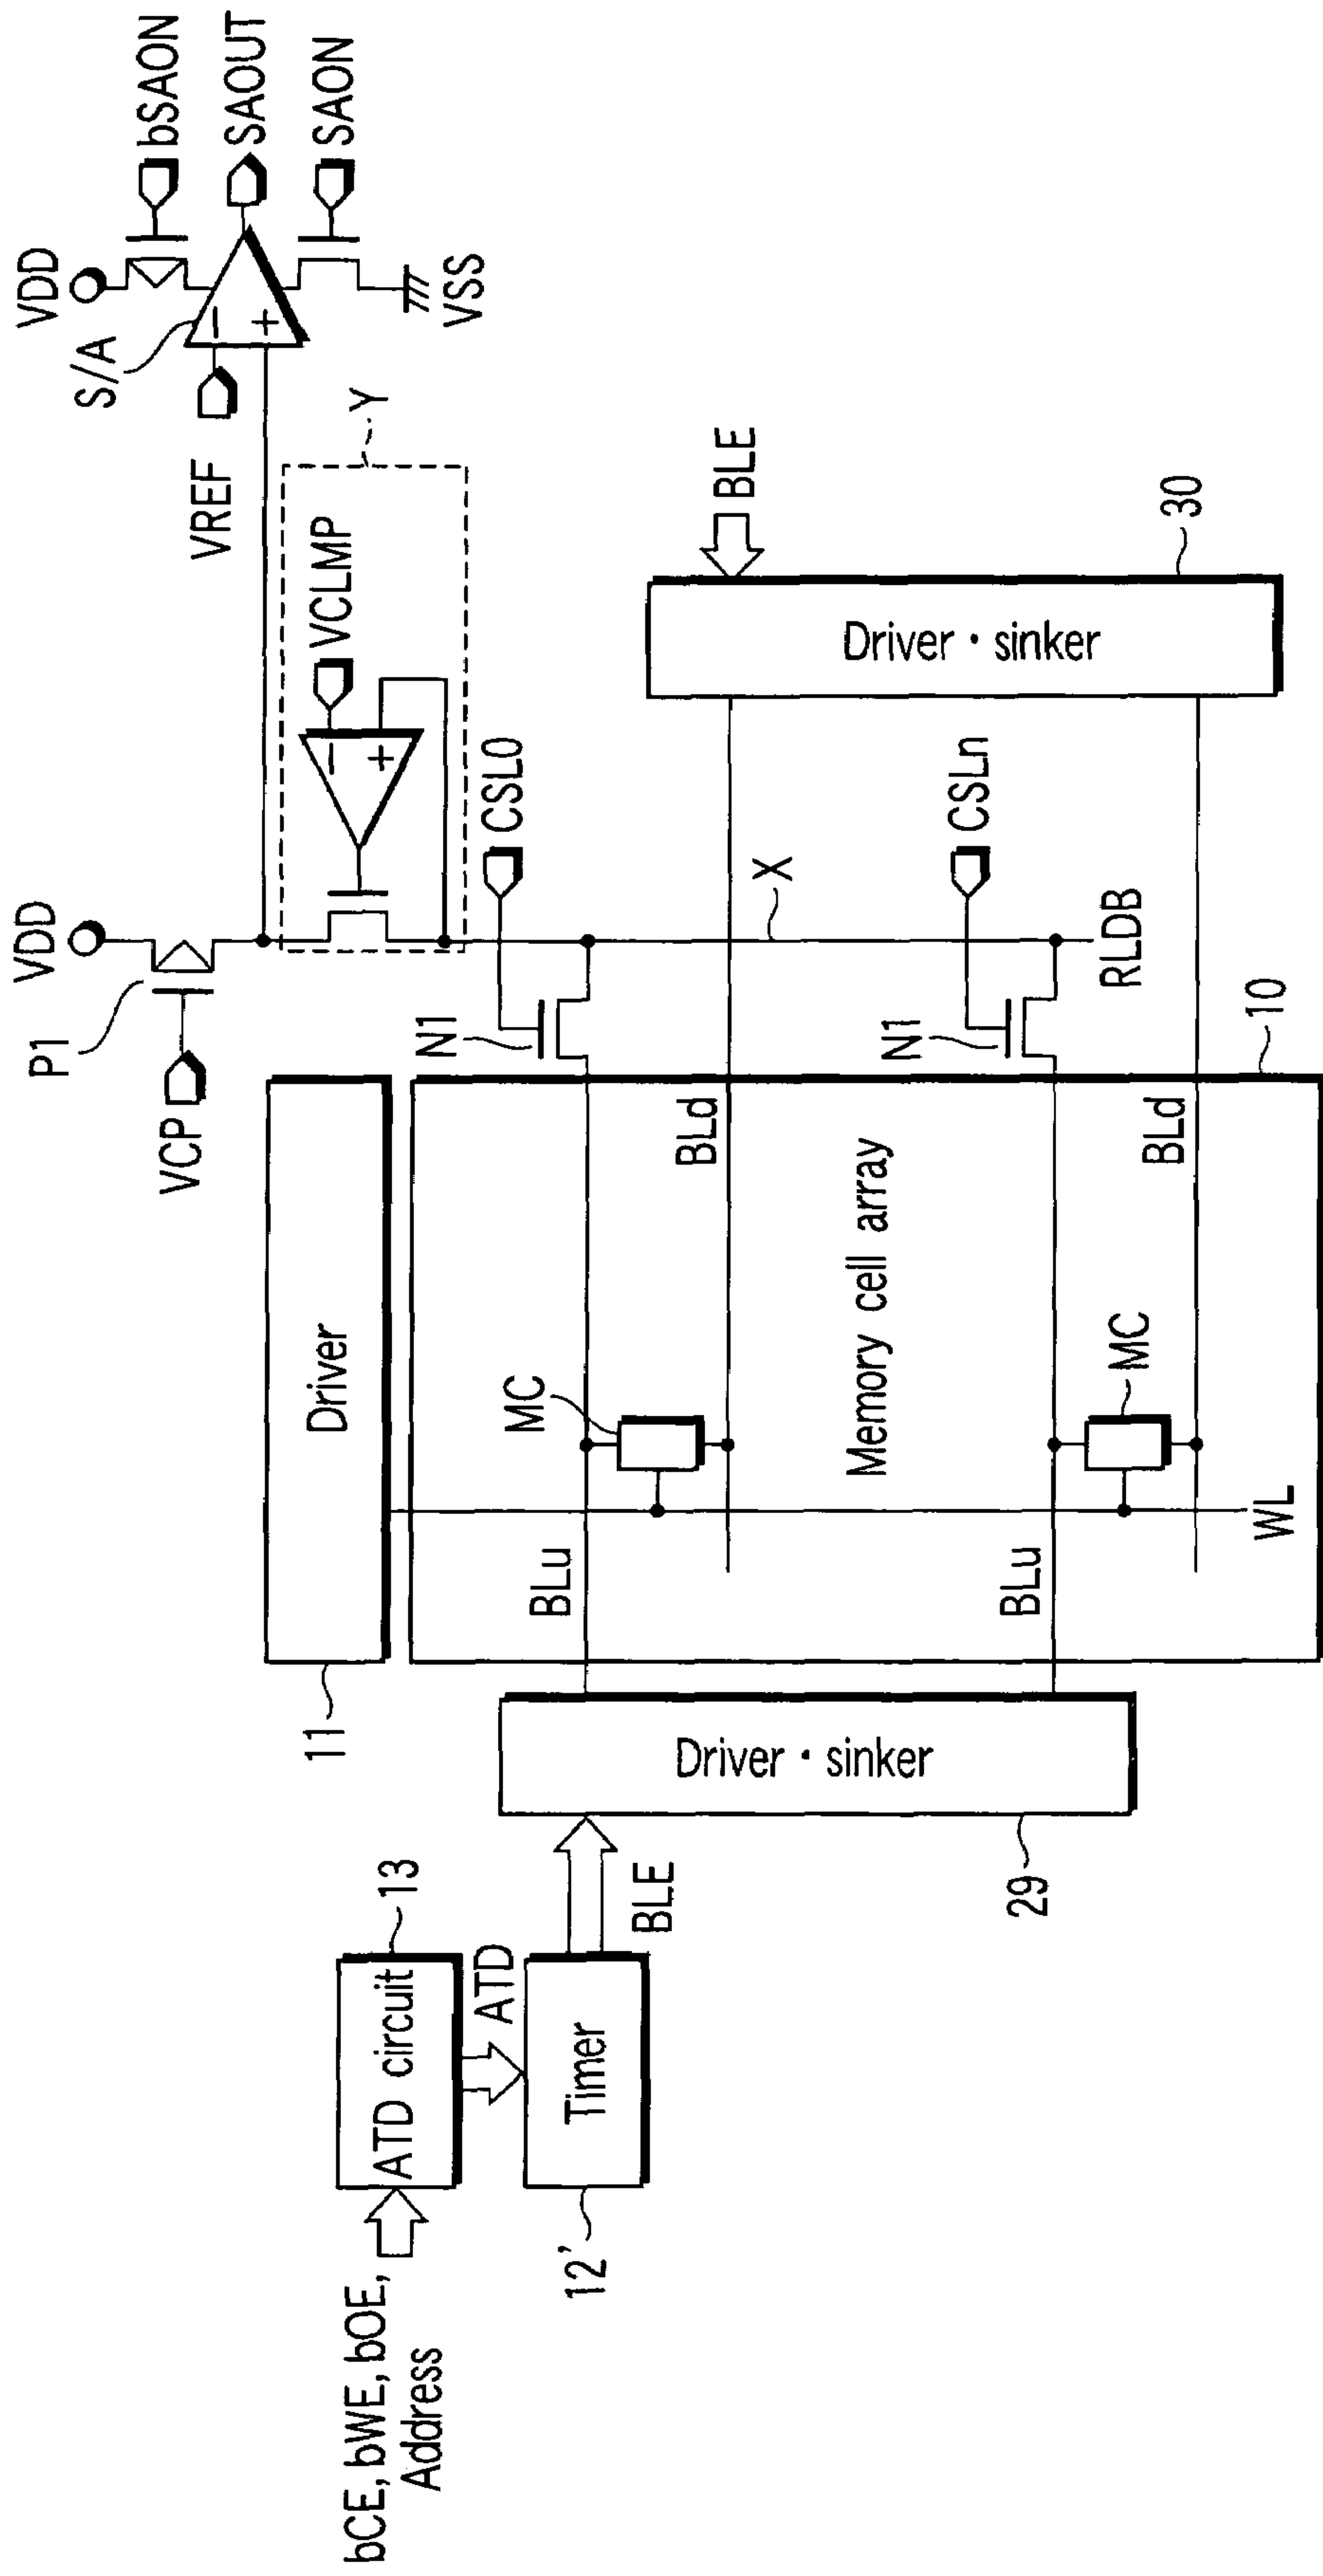 VDD
bSAON
S/A
SAOUT
VREF
SAON
VSS
VDD
P1
VCP
VCLMP
Y
CSL0
N1
BLE
X
CSLn
N1
RLDB
Driver・sinker
30
Driver
11
MC
BLu
BLd
Memory cell array
MC
BLu
BLd
WL
10
Driver・sinker
29
BLE
bCE, bWE, bOE,
Address
ATD circuit
13
ATD
Timer
12'